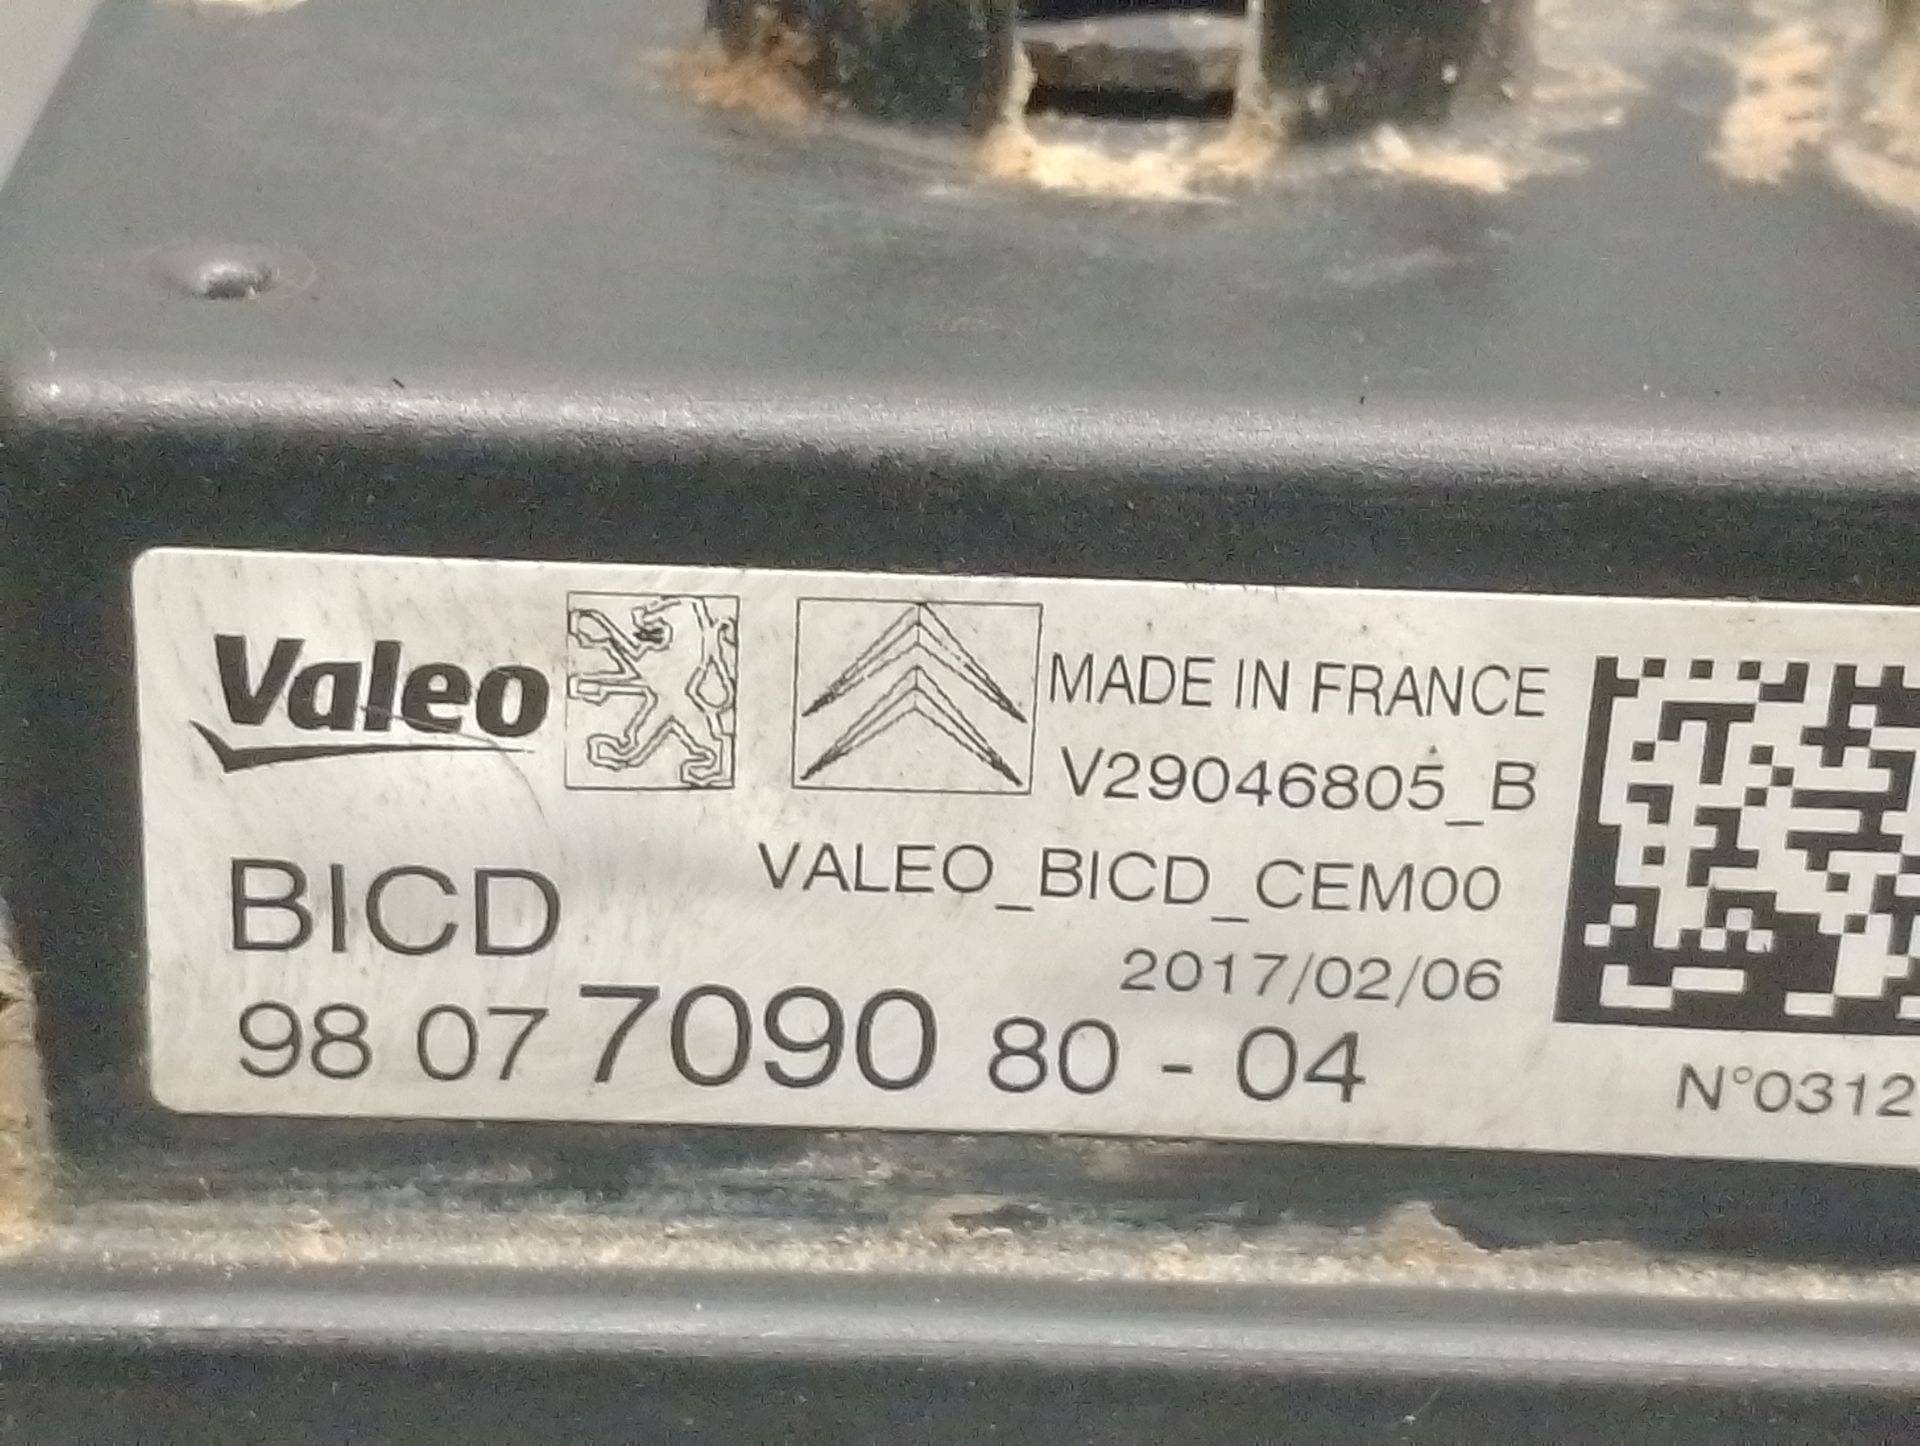 Valeo
MADE IN FRANCE
V29046805_B
BICD
VALEO_BICD_CEM00
2017/02/06
98 07 7090 80 - 04
N°0312